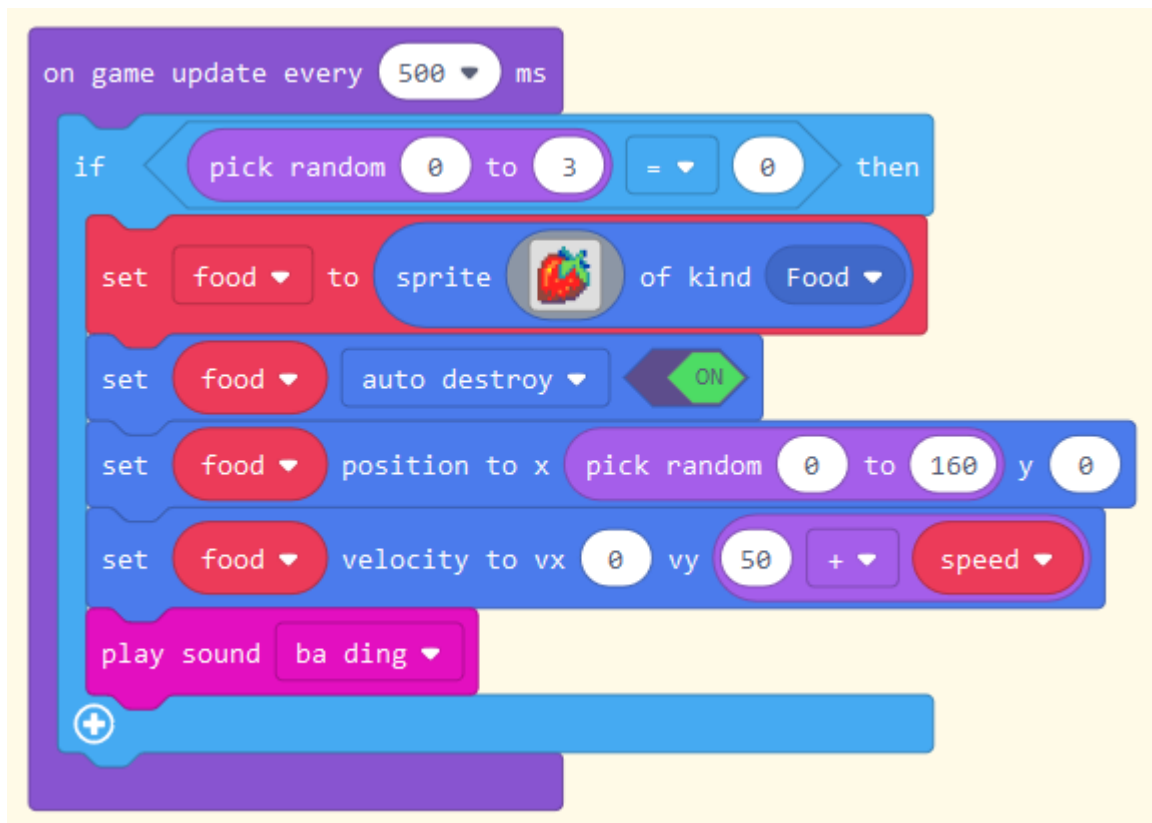 on game update every 500 ms
if pick random 0 to 3 = 0 then
set food to sprite of kind Food
set food auto destroy ON
set food position to x pick random 0 to 160 y 0
set food velocity to vx 0 vy 50 + speed
play sound ba ding